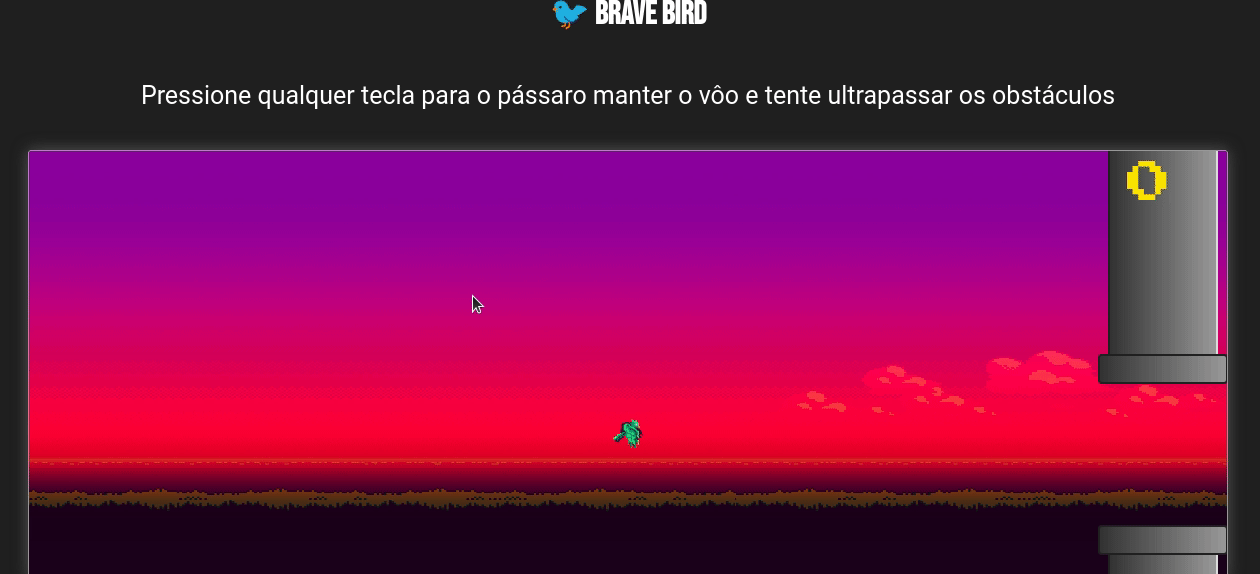 BRAVE BIRD
Pressione qualquer tecla para o pássaro manter o vôo e tente ultrapassar os obstáculos
0